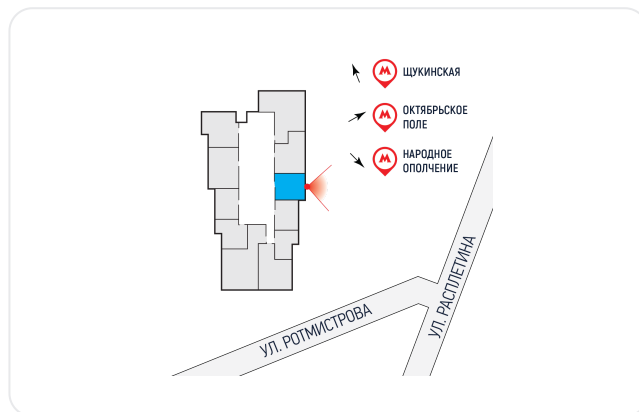 М ЩУКИНСКАЯ
М ОКТЯБРЬСКОЕ
ПОЛЕ
М НАРОДНОЕ
ОПОЛЧЕНИЕ
УЛ. РОТМИСТРОВА
УЛ. РАСПЛЕТИНА